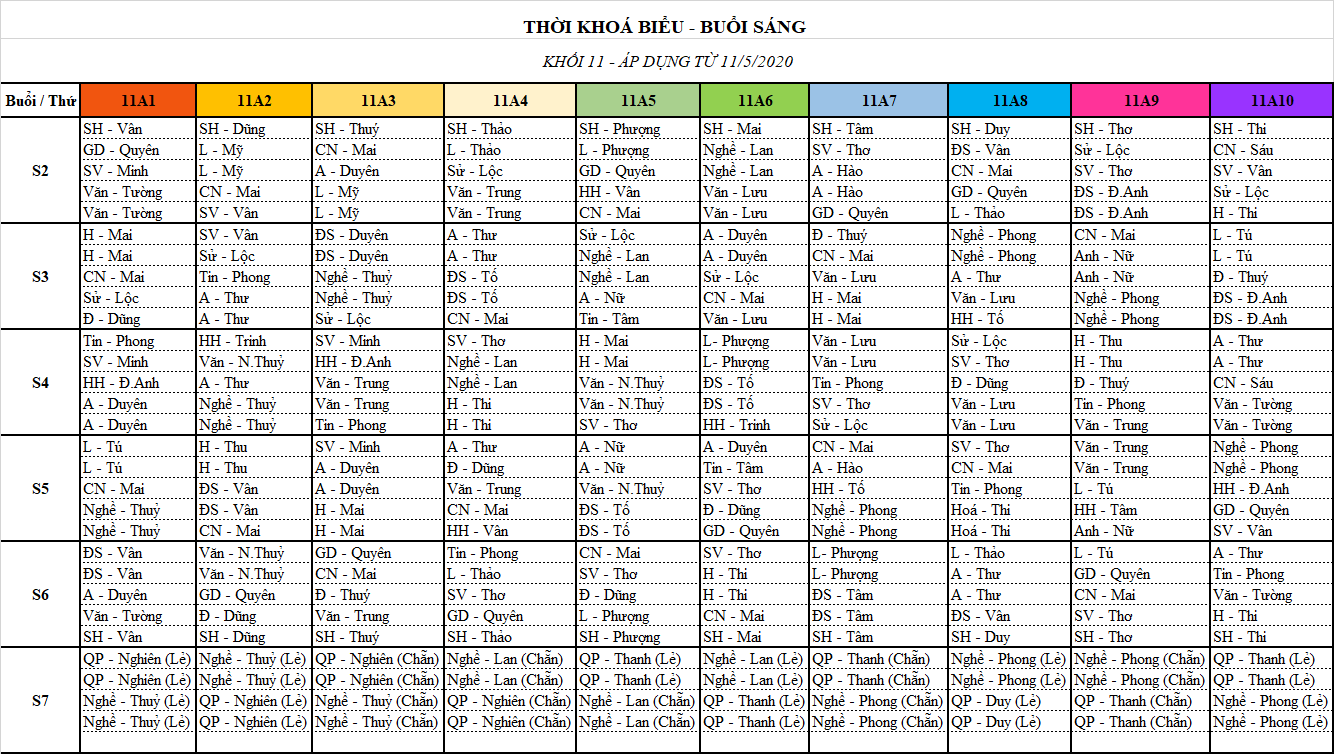 THỜI KHOÁ BIỂU - BUỔI SÁNG
KHỐI 11 - ÁP DỤNG TỪ 11/5/2020
Buổi / Thứ 11A1 11A2 11A3 11A4 11A5 11A6 11A7 11A8 11A9 11A10
SH - Vân SH - Dũng SH - Thuý SH - Thảo SH - Phượng SH - Mai SH - Tâm SH - Duy SH - Thơ SH - Thi
GD - Quyên L - Mỹ CN - Mai L - Thảo L - Phượng Nghề - Lan SV - Thơ ĐS - Vân Sử - Lộc CN - Sáu
S2 SV - Minh L - Mỹ A - Duyên Sử - Lộc GD - Quyên Nghề - Lan A - Hào CN - Mai SV - Thơ SV - Vân
Văn - Tường CN - Mai L - Mỹ Văn - Trung HH - Vân Văn - Lưu A - Hào GD - Quyên ĐS - Đ.Anh Sử - Lộc
Văn - Tường SV - Vân L - Mỹ Văn - Trung CN - Mai Văn - Lưu GD - Quyên L - Thảo ĐS - Đ.Anh H - Thi
H - Mai SV - Vân ĐS - Duyên A - Thư Sử - Lộc A - Duyên Đ - Thuý Nghề - Phong CN - Mai L - Tú
H - Mai Sử - Lộc ĐS - Duyên A - Thư Nghề - Lan A - Duyên CN - Mai Nghề - Phong Anh - Nữ L - Tú
S3 CN - Mai Tin - Phong Nghề - Thuỷ ĐS - Tố Nghề - Lan Sử - Lộc Văn - Lưu A - Thư Anh - Nữ Đ - Thuý
Sử - Lộc A - Thư Nghề - Thuỷ ĐS - Tố A - Nữ CN - Mai H - Mai Văn - Lưu Nghề - Phong ĐS - Đ.Anh
Đ - Dũng A - Thư Sử - Lộc CN - Mai Tin - Tâm Văn - Lưu H - Mai HH - Tố Nghề - Phong ĐS - Đ.Anh
Tin - Phong HH - Trinh SV - Minh SV - Thơ H - Mai L- Phượng Văn - Lưu Sử - Lộc H - Thu A - Thư
SV - Minh Văn - N.Thuỷ HH - Đ.Anh Nghề - Lan H - Mai L- Phượng Văn - Lưu SV - Thơ H - Thu A - Thư
S4 HH - Đ.Anh A - Thư Văn - Trung Nghề - Lan Văn - N.Thuỷ ĐS - Tố Tin - Phong Đ - Dũng Đ - Thuý CN - Sáu
A - Duyên Nghề - Thuỷ Văn - Trung H - Thi Văn - N.Thuỷ ĐS - Tố SV - Thơ Văn - Lưu Tin - Phong Văn - Tường
A - Duyên Nghề - Thuỷ Tin - Phong H - Thi SV - Thơ HH - Trinh Sử - Lộc Văn - Lưu Văn - Trung Văn - Tường
L - Tú H - Thu SV - Minh A - Thư A - Nữ A - Duyên CN - Mai SV - Thơ Văn - Trung Nghề - Phong
L - Tú H - Thu A - Duyên Đ - Dũng A - Nữ Tin - Tâm A - Hào CN - Mai Văn - Trung Nghề - Phong
S5 CN - Mai ĐS - Vân A - Duyên Văn - Trung Văn - N.Thuỷ SV - Thơ HH - Tố Tin - Phong L - Tú HH - Đ.Anh
Nghề - Thuỷ ĐS - Vân H - Mai CN - Mai ĐS - Tố Đ - Dũng Nghề - Phong Hoá - Thi HH - Tâm GD - Quyên
Nghề - Thuỷ CN - Mai H - Mai HH - Vân ĐS - Tố GD - Quyên Nghề - Phong Hoá - Thi Anh - Nữ SV - Vân
ĐS - Vân Văn - N.Thuỷ GD - Quyên Tin - Phong CN - Mai SV - Thơ L- Phượng L - Thảo L - Tú A - Thư
ĐS - Vân Văn - N.Thuỷ CN - Mai L - Thảo SV - Thơ H - Thi L- Phượng A - Thư GD - Quyên Tin - Phong
S6 A - Duyên GD - Quyên Đ - Thuý SV - Thơ Đ - Dũng H - Thi ĐS - Tâm A - Thư CN - Mai Văn - Tường
Văn - Tường Đ - Dũng Văn - Trung GD - Quyên L - Phượng CN - Mai ĐS - Tâm ĐS - Vân SV - Thơ H - Thi
SH - Vân SH - Dũng SH - Thuý SH - Thảo SH - Phượng SH - Mai SH - Tâm SH - Duy SH - Thơ SH - Thi
QP - Nghiên (Lẻ) Nghề - Thuỷ (Lẻ) QP - Nghiên (Chẵn) Nghề - Lan (Chẵn) QP - Thanh (Lẻ) Nghề - Lan (Lẻ) QP - Thanh (Chẵn) Nghề - Phong (Lẻ) Nghề - Phong (Chẵn) QP - Thanh (Lẻ)
QP - Nghiên (Lẻ) Nghề - Thuỷ (Lẻ) QP - Nghiên (Chẵn) Nghề - Lan (Chẵn) QP - Thanh (Lẻ) Nghề - Lan (Lẻ) QP - Thanh (Chẵn) Nghề - Phong (Lẻ) Nghề - Phong (Chẵn) QP - Thanh (Lẻ)
S7 Nghề - Thuỷ (Lẻ) QP - Nghiên (Lẻ) Nghề - Thuỷ (Chẵn) QP - Nghiên (Chẵn) Nghề - Lan (Chẵn) QP - Thanh (Lẻ) Nghề - Phong (Chẵn) QP - Duy (Lẻ) QP - Thanh (Chẵn) Nghề - Phong (Lẻ)
Nghề - Thuỷ (Lẻ) QP - Nghiên (Lẻ) Nghề - Thuỷ (Chẵn) QP - Nghiên (Chẵn) Nghề - Lan (Chẵn) QP - Thanh (Lẻ) Nghề - Phong (Chẵn) QP - Duy (Lẻ) QP - Thanh (Chẵn) Nghề - Phong (Lẻ)